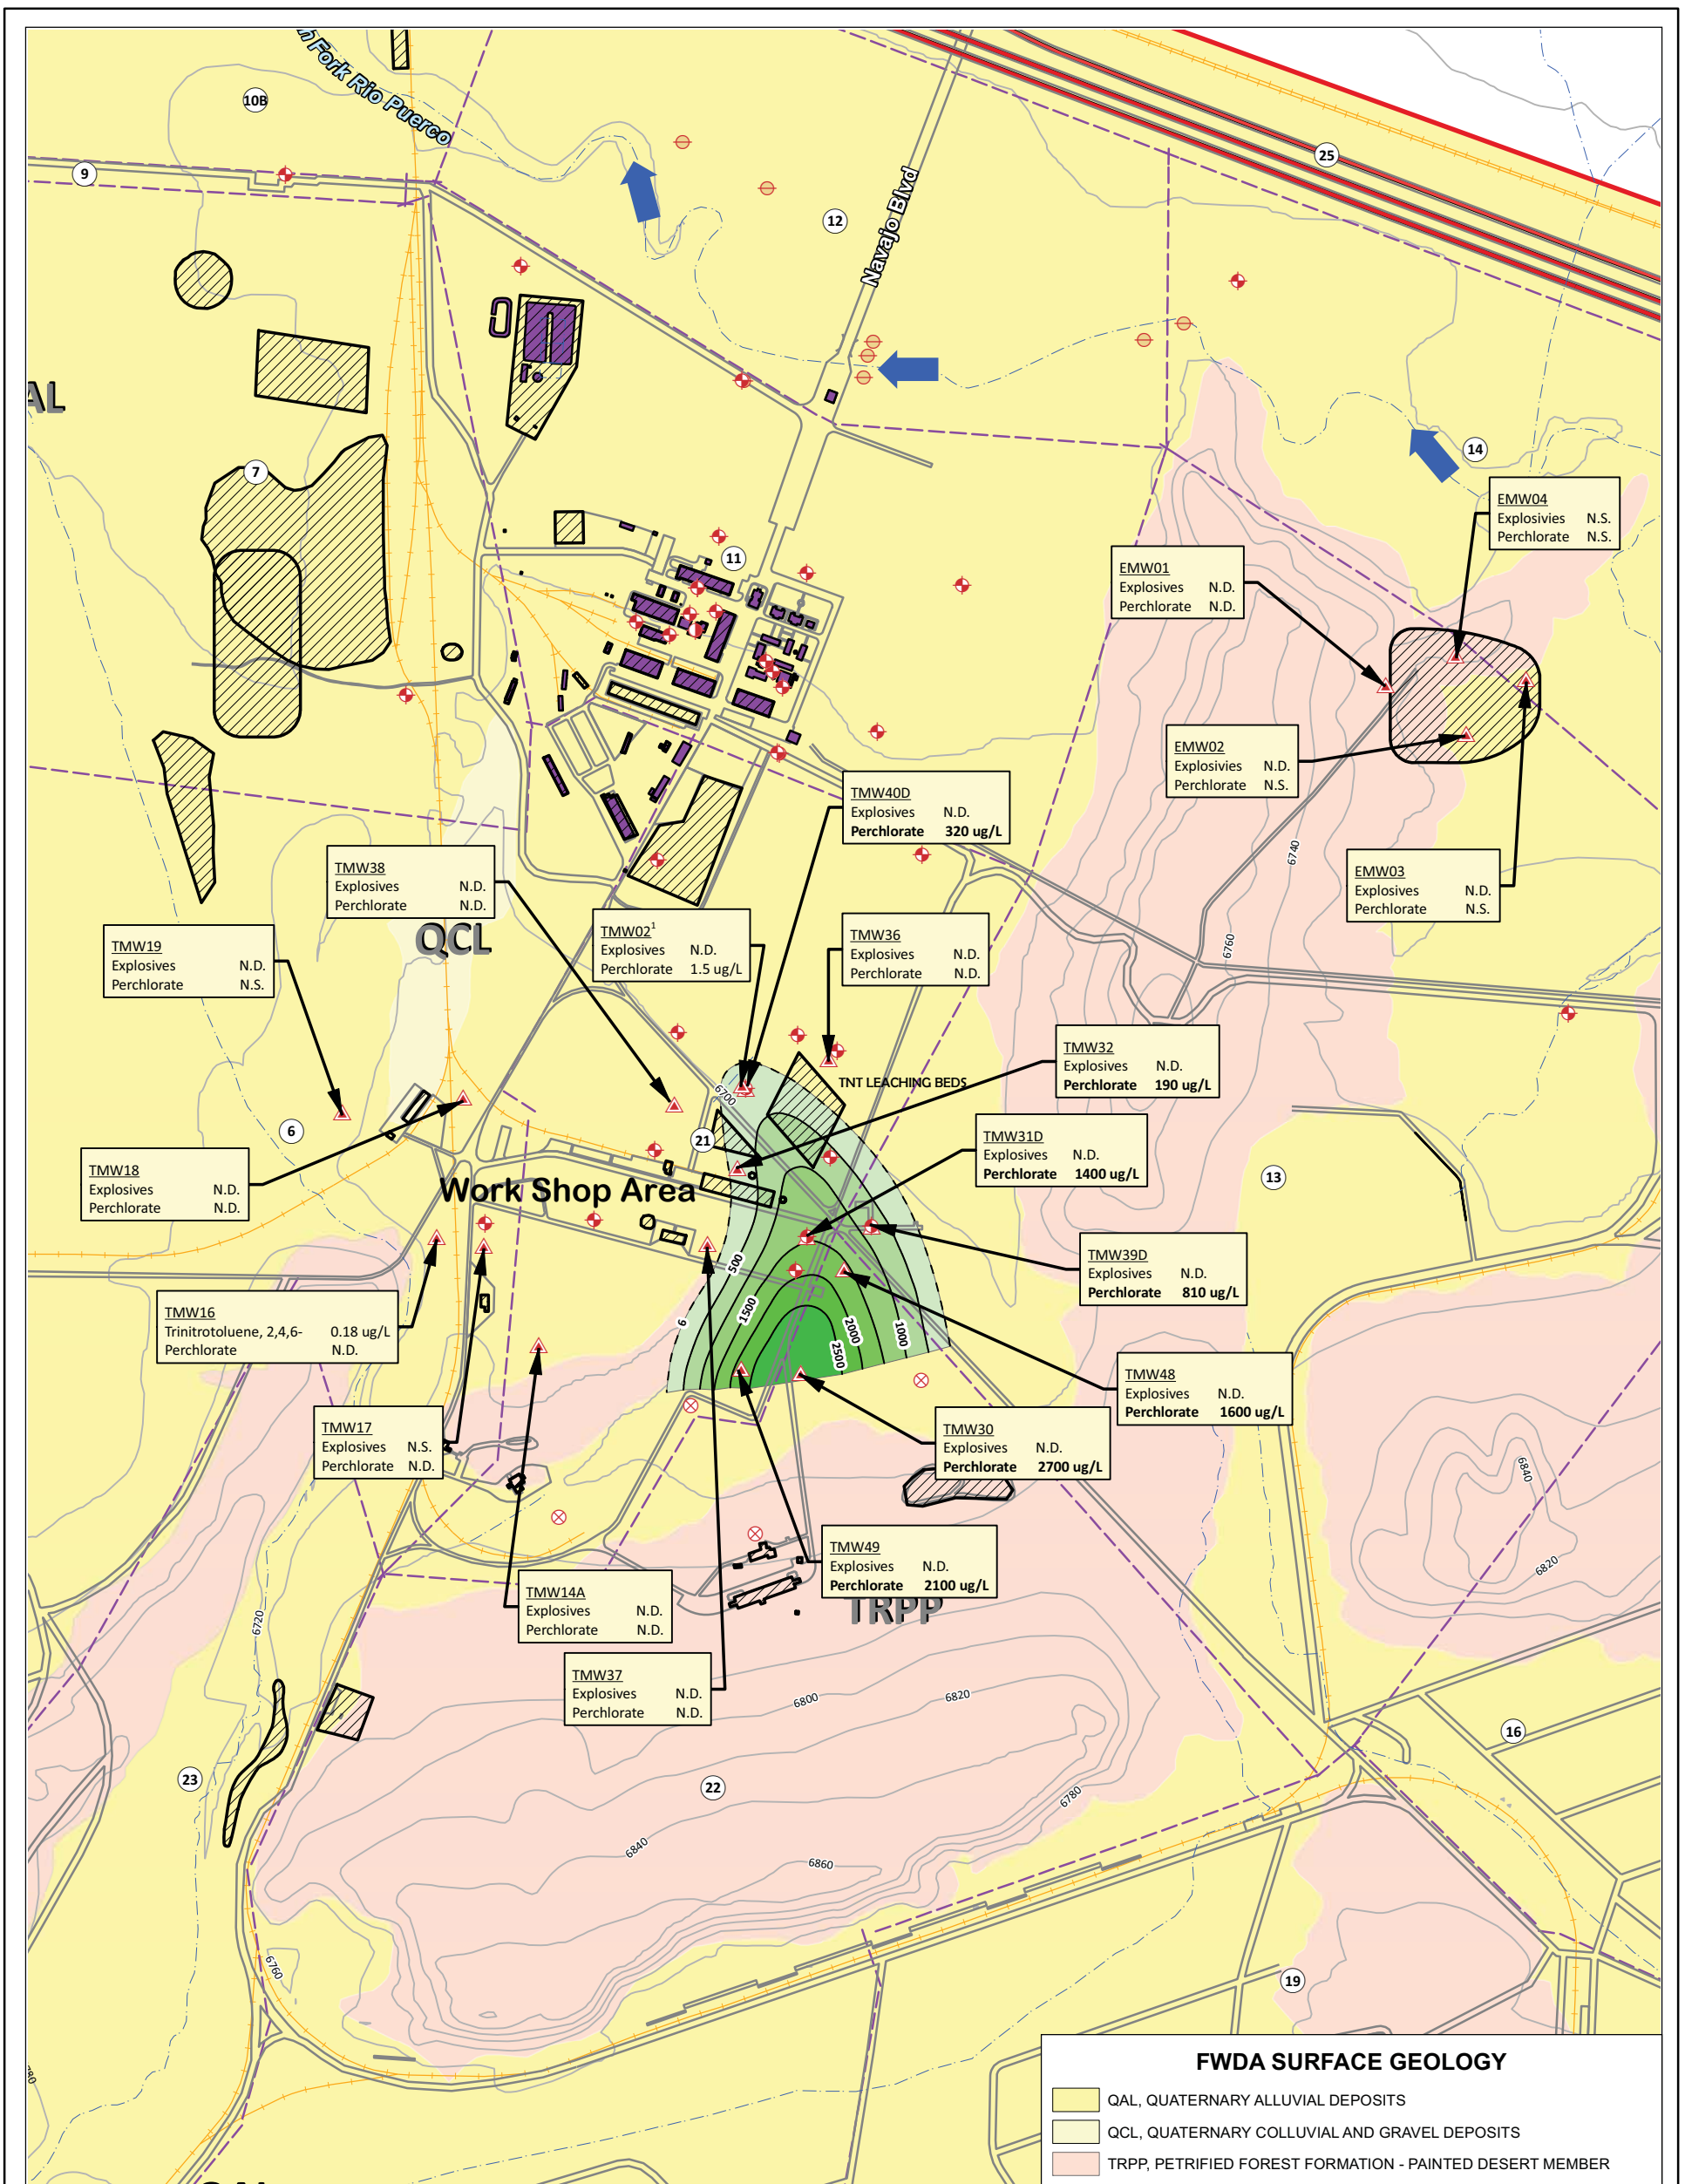 Fork Rio Puerco
10B
9
25
12
Navajo Blvd
AL
7
14
EMW04
Explosivies N.S.
Perchlorate N.S.
11
EMW01
Explosives N.D.
Perchlorate N.D.
EMW02
Explosivies N.D.
Perchlorate N.S.
TMW40D
Explosives N.D.
Perchlorate 320 ug/L
6740
TMW38
Explosives N.D.
Perchlorate N.D.
EMW03
Explosives N.D.
Perchlorate N.S.
QCL
TMW02¹
Explosives N.D.
Perchlorate 1.5 ug/L
TMW36
Explosives N.D.
Perchlorate N.D.
6760
TMW19
Explosives N.D.
Perchlorate N.S.
TMW32
Explosives N.D.
Perchlorate 190 ug/L
6700
TNT LEACHING BEDS
6
21
TMW31D
Explosives N.D.
Perchlorate 1400 ug/L
TMW18
Explosives N.D.
Perchlorate N.D.
13
Work Shop Area
500
TMW39D
Explosives N.D.
Perchlorate 810 ug/L
TMW16
Trinitrotoluene, 2,4,6- 0.18 ug/L
Perchlorate N.D.
6
1500
2000
1000
2500
TMW48
Explosives N.D.
Perchlorate 1600 ug/L
TMW17
Explosives N.S.
Perchlorate N.D.
TMW30
Explosives N.D.
Perchlorate 2700 ug/L
6840
TMW49
Explosives N.D.
Perchlorate 2100 ug/L
6820
TRPP
TMW14A
Explosives N.D.
Perchlorate N.D.
6720
TMW37
Explosives N.D.
Perchlorate N.D.
6800
6820
16
23
22
6780
6840
6860
6760
19
FWDA SURFACE GEOLOGY
QAL, QUATERNARY ALLUVIAL DEPOSITS
QCL, QUATERNARY COLLUVIAL AND GRAVEL DEPOSITS
TRPP, PETRIFIED FOREST FORMATION - PAINTED DESERT MEMBER